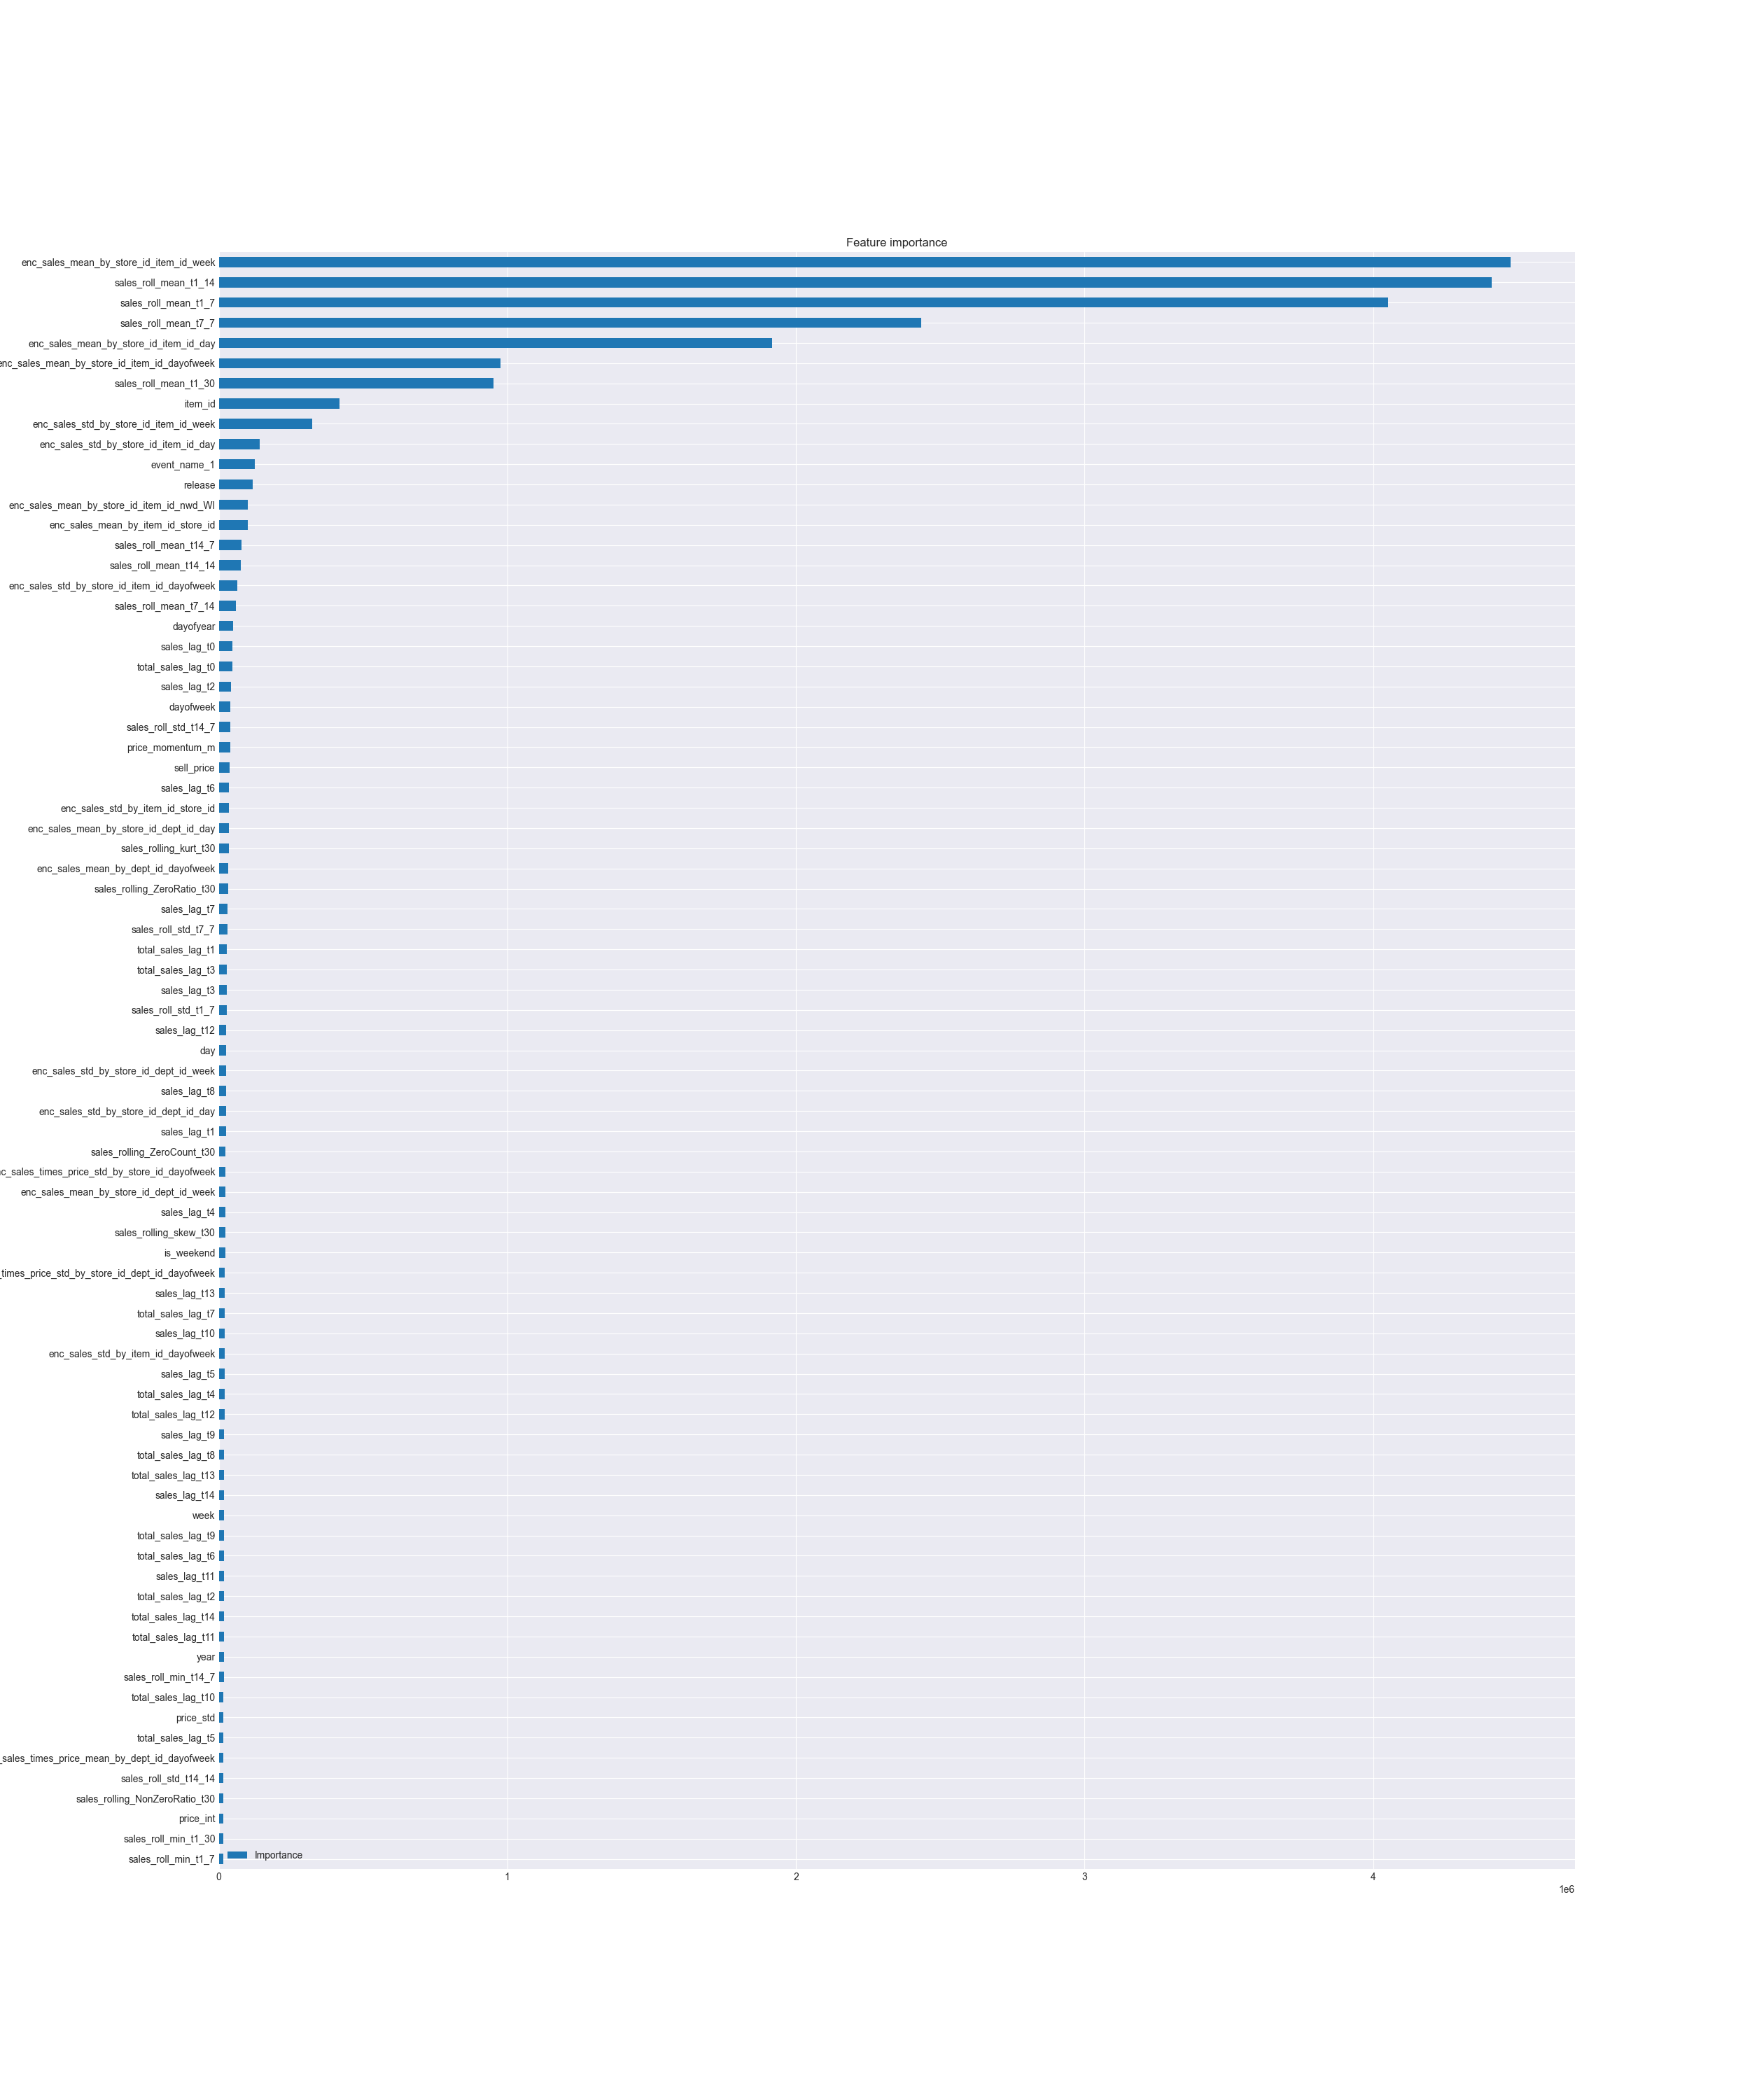 Feature importance
enc_sales_mean_by_store_id_item_id_week
sales_roll_mean_t1_14
sales_roll_mean_t1_7
sales_roll_mean_t7_7
enc_sales_mean_by_store_id_item_id_day
enc_sales_mean_by_store_id_item_id_dayofweek
sales_roll_mean_t1_30
item_id
enc_sales_std_by_store_id_item_id_week
enc_sales_std_by_store_id_item_id_day
event_name_1
release
enc_sales_mean_by_store_id_item_id_nwd_WI
enc_sales_mean_by_item_id_store_id
sales_roll_mean_t14_7
sales_roll_mean_t14_14
enc_sales_std_by_store_id_item_id_dayofweek
sales_roll_mean_t7_14
dayofyear
sales_lag_t0
total_sales_lag_t0
sales_lag_t2
dayofweek
sales_roll_std_t14_7
price_momentum_m
sell_price
sales_lag_t6
enc_sales_std_by_item_id_store_id
enc_sales_mean_by_store_id_dept_id_day
sales_rolling_kurt_t30
enc_sales_mean_by_dept_id_dayofweek
sales_rolling_ZeroRatio_t30
sales_lag_t7
sales_roll_std_t7_7
total_sales_lag_t1
total_sales_lag_t3
sales_lag_t3
sales_roll_std_t1_7
sales_lag_t12
day
enc_sales_std_by_store_id_dept_id_week
sales_lag_t8
enc_sales_std_by_store_id_dept_id_day
sales_lag_t1
sales_rolling_ZeroCount_t30
c_sales_times_price_std_by_store_id_dayofweek
enc_sales_mean_by_store_id_dept_id_week
sales_lag_t4
sales_rolling_skew_t30
is_weekend
_times_price_std_by_store_id_dept_id_dayofweek
sales_lag_t13
total_sales_lag_t7
sales_lag_t10
enc_sales_std_by_item_id_dayofweek
sales_lag_t5
total_sales_lag_t4
total_sales_lag_t12
sales_lag_t9
total_sales_lag_t8
total_sales_lag_t13
sales_lag_t14
week
total_sales_lag_t9
total_sales_lag_t6
sales_lag_t11
total_sales_lag_t2
total_sales_lag_t14
total_sales_lag_t11
year
sales_roll_min_t14_7
total_sales_lag_t10
price_std
total_sales_lag_t5
_sales_times_price_mean_by_dept_id_dayofweek
sales_roll_std_t14_14
sales_rolling_NonZeroRatio_t30
price_int
sales_roll_min_t1_30
sales_roll_min_t1_7
Importance
0 1 2 3 4
1e6